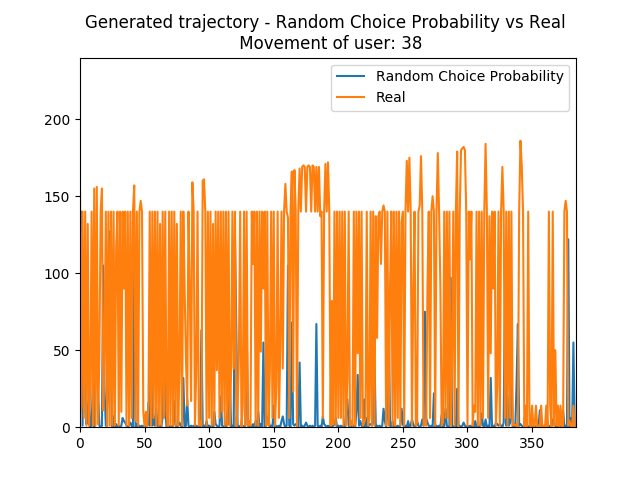 Generated trajectory - Random Choice Probability vs Real
Movement of user: 38
Random Choice Probability
Real
200
150
100
50
0
0 50 100 150 200 250 300 350